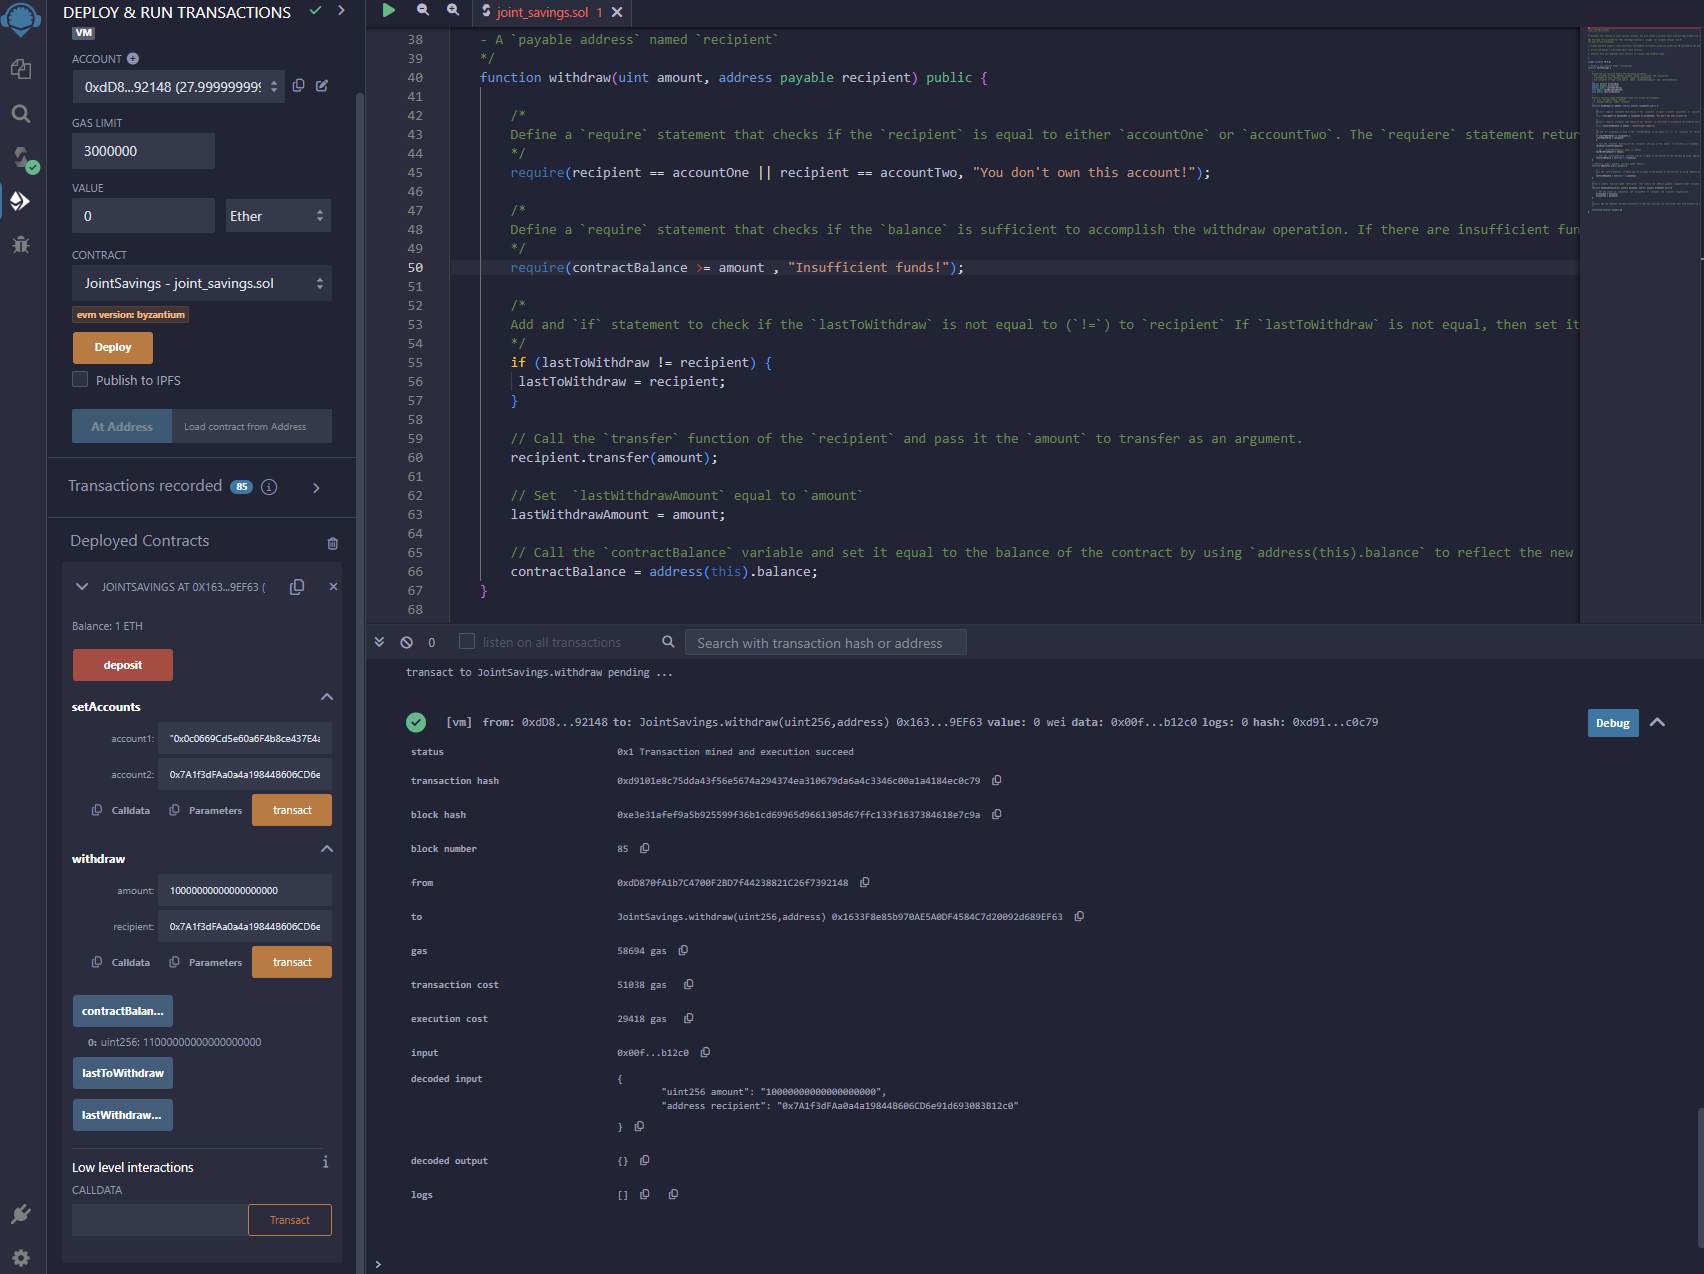 DEPLOY & RUN TRANSACTIONS
VM
ACCOUNT
0xdD8...92148 (27.999999999
GAS LIMIT
3000000
VALUE
0
Ether
CONTRACT
JointSavings - joint_savings.sol
evm version: byzantium
Deploy
Publish to IPFS
At Address
Load contract from Address
Transactions recorded 85
Deployed Contracts
JOINTSAVINGS AT 0X163...9EF63 (
Balance: 1 ETH
deposit
setAccounts
account1: "0x0c0669Cd5e60a6F4b8ce437E4a
account2: 0x7A1f3dFAa0a4a19844B606CD6e
Calldata Parameters transact
withdraw
amount: 10000000000000000000
recipient: 0x7A1f3dFAa0a4a19844B606CD6e
Calldata Parameters transact
contractBalan...
0: uint256: 11000000000000000000
lastToWithdraw
lastWithdraw...
Low level interactions
CALLDATA
Transact
joint_savings.sol 1
38 - A `payable address` named `recipient`
39 */
40 function withdraw(uint amount, address payable recipient) public {
41
42 /*
43 Define a `require` statement that checks if the `recipient` is equal to either `accountOne` or `accountTwo`. The `requiere` statement retur
44 */
45 require(recipient == accountOne || recipient == accountTwo, "You don't own this account!");
46
47 /*
48 Define a `require` statement that checks if the `balance` is sufficient to accomplish the withdraw operation. If there are insufficient fun
49 */
50 require(contractBalance >= amount , "Insufficient funds!");
51
52 /*
53 Add and `if` statement to check if the `lastToWithdraw` is not equal to (`!=`) to `recipient` If `lastToWithdraw` is not equal, then set it
54 */
55 if (lastToWithdraw != recipient) {
56 lastToWithdraw = recipient;
57 }
58
59 // Call the `transfer` function of the `recipient` and pass it the `amount` to transfer as an argument.
60 recipient.transfer(amount);
61
62 // Set  `lastWithdrawAmount` equal to `amount`
63 lastWithdrawAmount = amount;
64
65 // Call the `contractBalance` variable and set it equal to the balance of the contract by using `address(this).balance` to reflect the new
66 contractBalance = address(this).balance;
67 }
68
0 listen on all transactions Search with transaction hash or address
transact to JointSavings.withdraw pending ...
[vm] from: 0xdD8...92148 to: JointSavings.withdraw(uint256,address) 0x163...9EF63 value: 0 wei data: 0x00f...b12c0 logs: 0 hash: 0xd91...c0c79
Debug
status 0x1 Transaction mined and execution succeed
transaction hash 0xd9101e8c75dda43f56e5674a294374ea310679da6a4c3346c00a1a4184ec0c79
block hash 0xe3e31afef9a5b925599f36b1cd69965d9661305d67ffc133f1637384618e7c9a
block number 85
from 0xdD870fA1b7C4700F2BD7f44238821C26f7392148
to JointSavings.withdraw(uint256,address) 0x1633F8e85b970AE5A0DF4584C7d20092d689EF63
gas 58694 gas
transaction cost 51038 gas
execution cost 29418 gas
input 0x00f...b12c0
decoded input {
"uint256 amount": "10000000000000000000",
"address recipient": "0x7A1f3dFAa0a4a19844B606CD6e91d693083B12c0"
}
decoded output {}
logs []
>